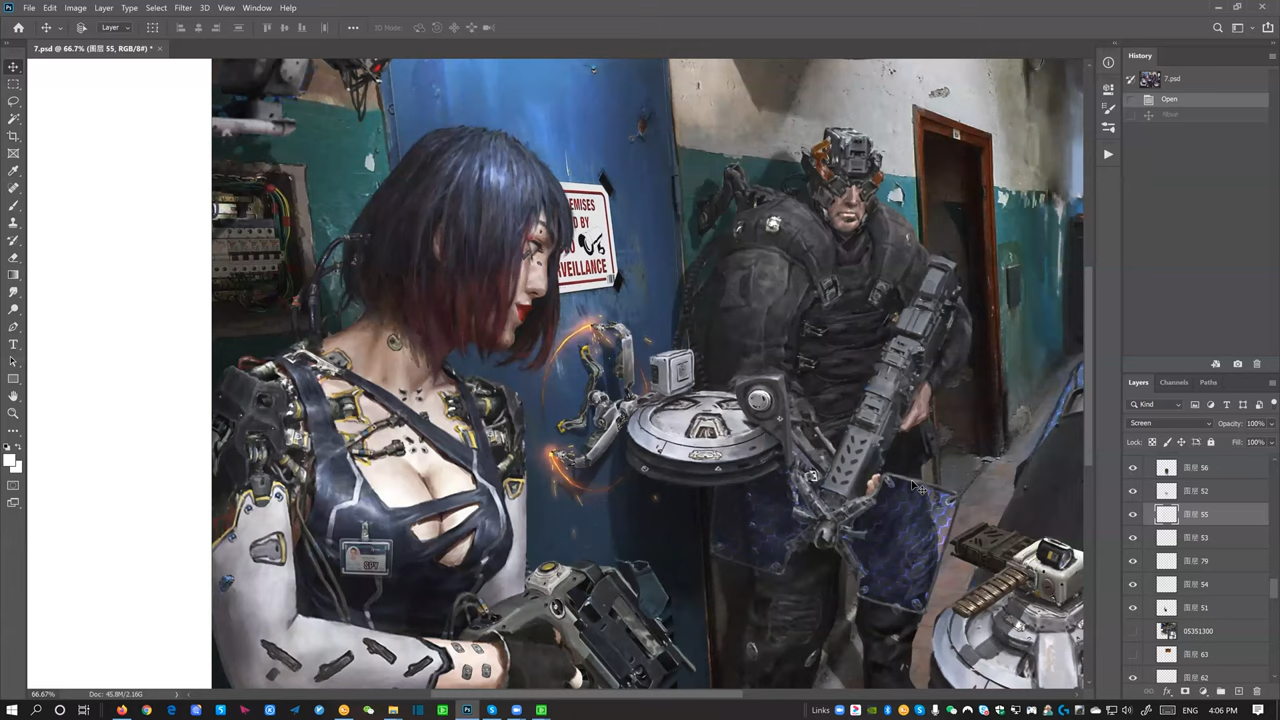 File Edit Image Layer Type Select Filter 3D View Window Help
Layer
3D Mode:
7.psd @ 66.7% (图层 55, RGB/8#) *
History
7.psd
Open
Move
EMISES
D BY
VEILLANCE
SPY
Layers Channels Paths
Kind
Screen Opacity: 100%
Lock: Fill: 100%
图层 56
图层 52
图层 55
图层 53
图层 79
图层 54
图层 51
05351300
图层 63
图层 62
66.67% Doc: 45.8M/2.16G
Links ENG 4:06 PM